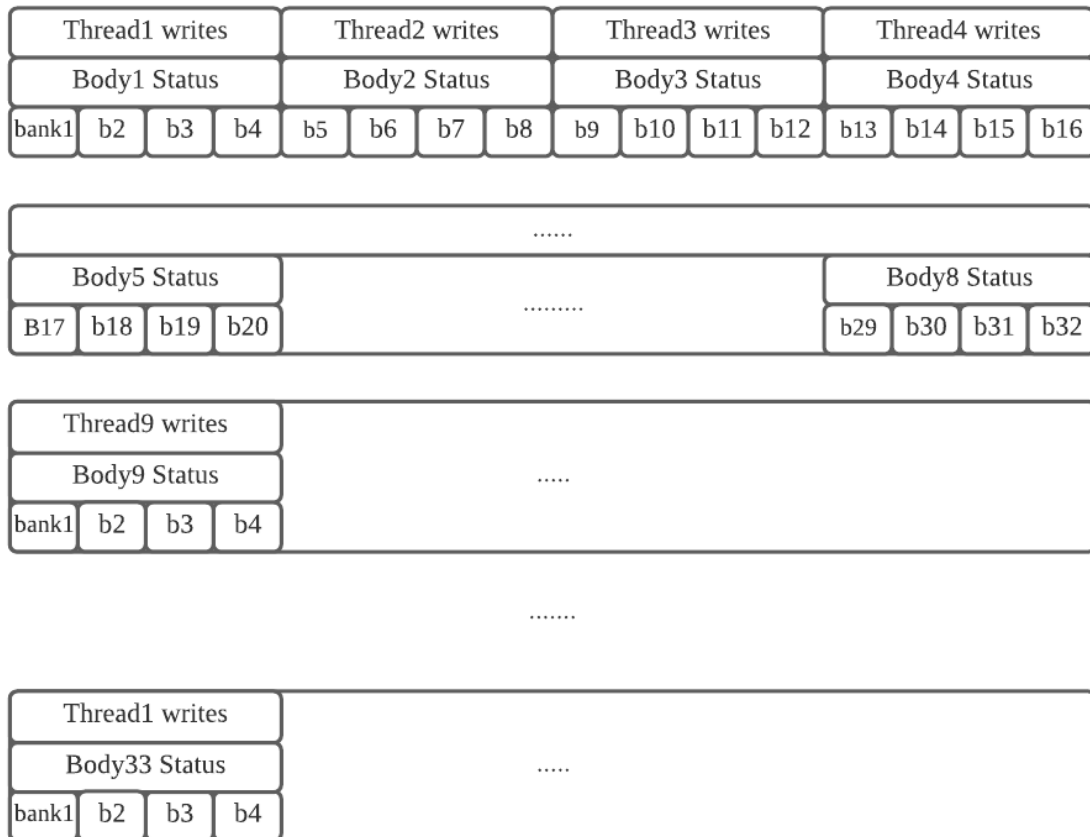 Thread1 writes Thread2 writes Thread3 writes Thread4 writes
Body1 Status Body2 Status Body3 Status Body4 Status
bank1 b2 b3 b4 b5 b6 b7 b8 b9 b10 b11 b12 b13 b14 b15 b16
......
Body5 Status Body8 Status
.........
B17 b18 b19 b20 b29 b30 b31 b32
Thread9 writes
Body9 Status .....
bank1 b2 b3 b4
.......
Thread1 writes
Body33 Status .....
bank1 b2 b3 b4